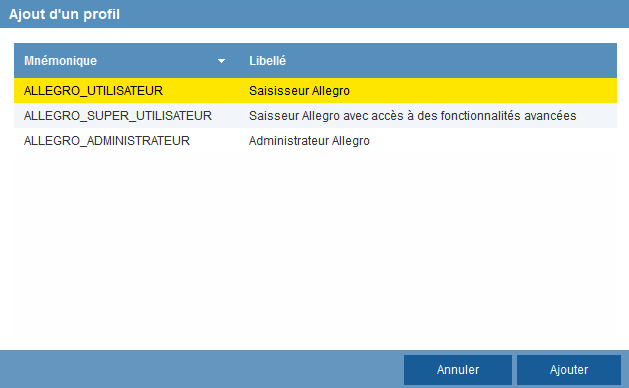 Ajout d'un profil
Mnémonique Libellé
ALLEGRO_UTILISATEUR Saisisseur Allegro
ALLEGRO_SUPER_UTILISATEUR Saisseur Allegro avec accès à des fonctionnalités avancées
ALLEGRO_ADMINISTRATEUR Administrateur Allegro
Annuler Ajouter